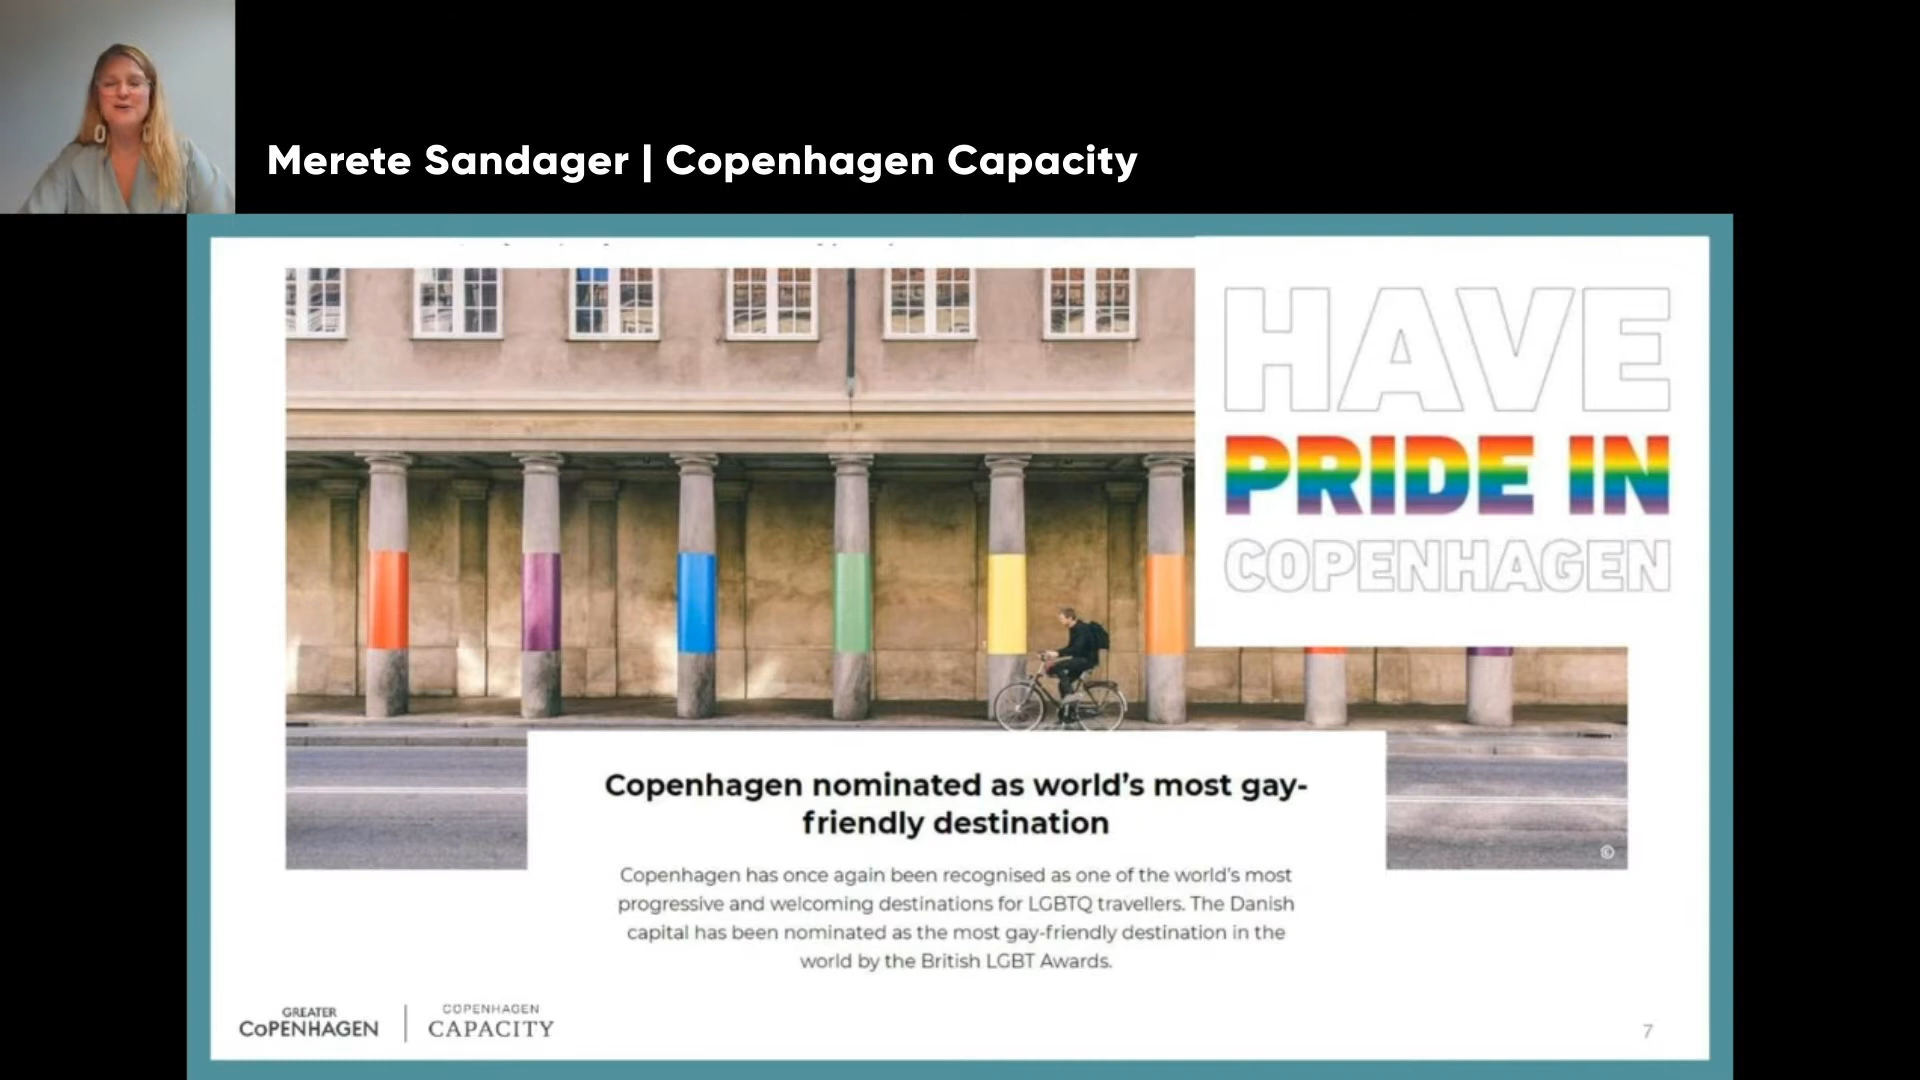 Merete Sandager | Copenhagen Capacity
HAVE
PRIDE IN
COPENHAGEN
Copenhagen nominated as world's most gay-
friendly destination
Copenhagen has once again been recognised as one of the world's most
progressive and welcoming destinations for LGBTQ travellers. The Danish
capital has been nominated as the most gay-friendly destination in the
world by the British LGBT Awards.
©
GREATER
COPENHAGEN
COPENHAGEN
CAPACITY
7